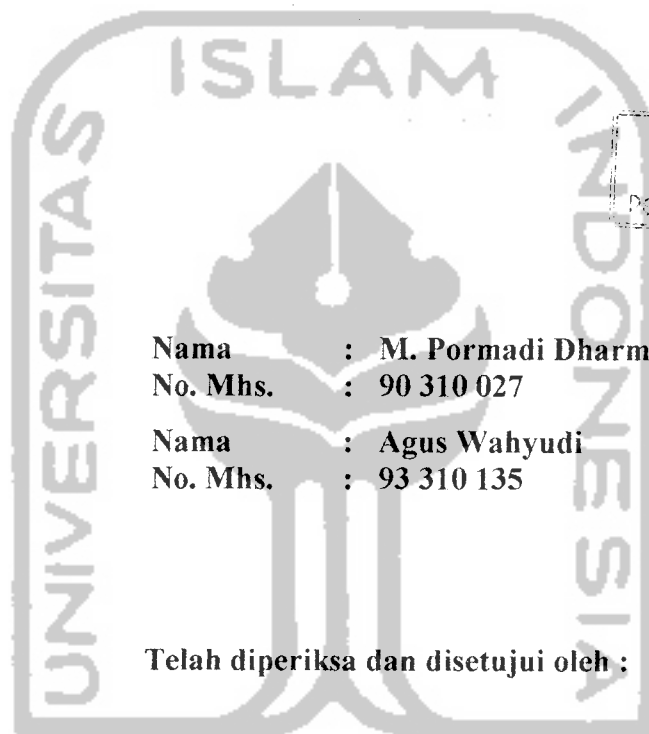 UNIVERSITAS ISLAM INDONESIA
Nama : M. Pormadi Dharm
No. Mhs. : 90 310 027
Nama : Agus Wahyudi
No. Mhs. : 93 310 135
Telah diperiksa dan disetujui oleh :